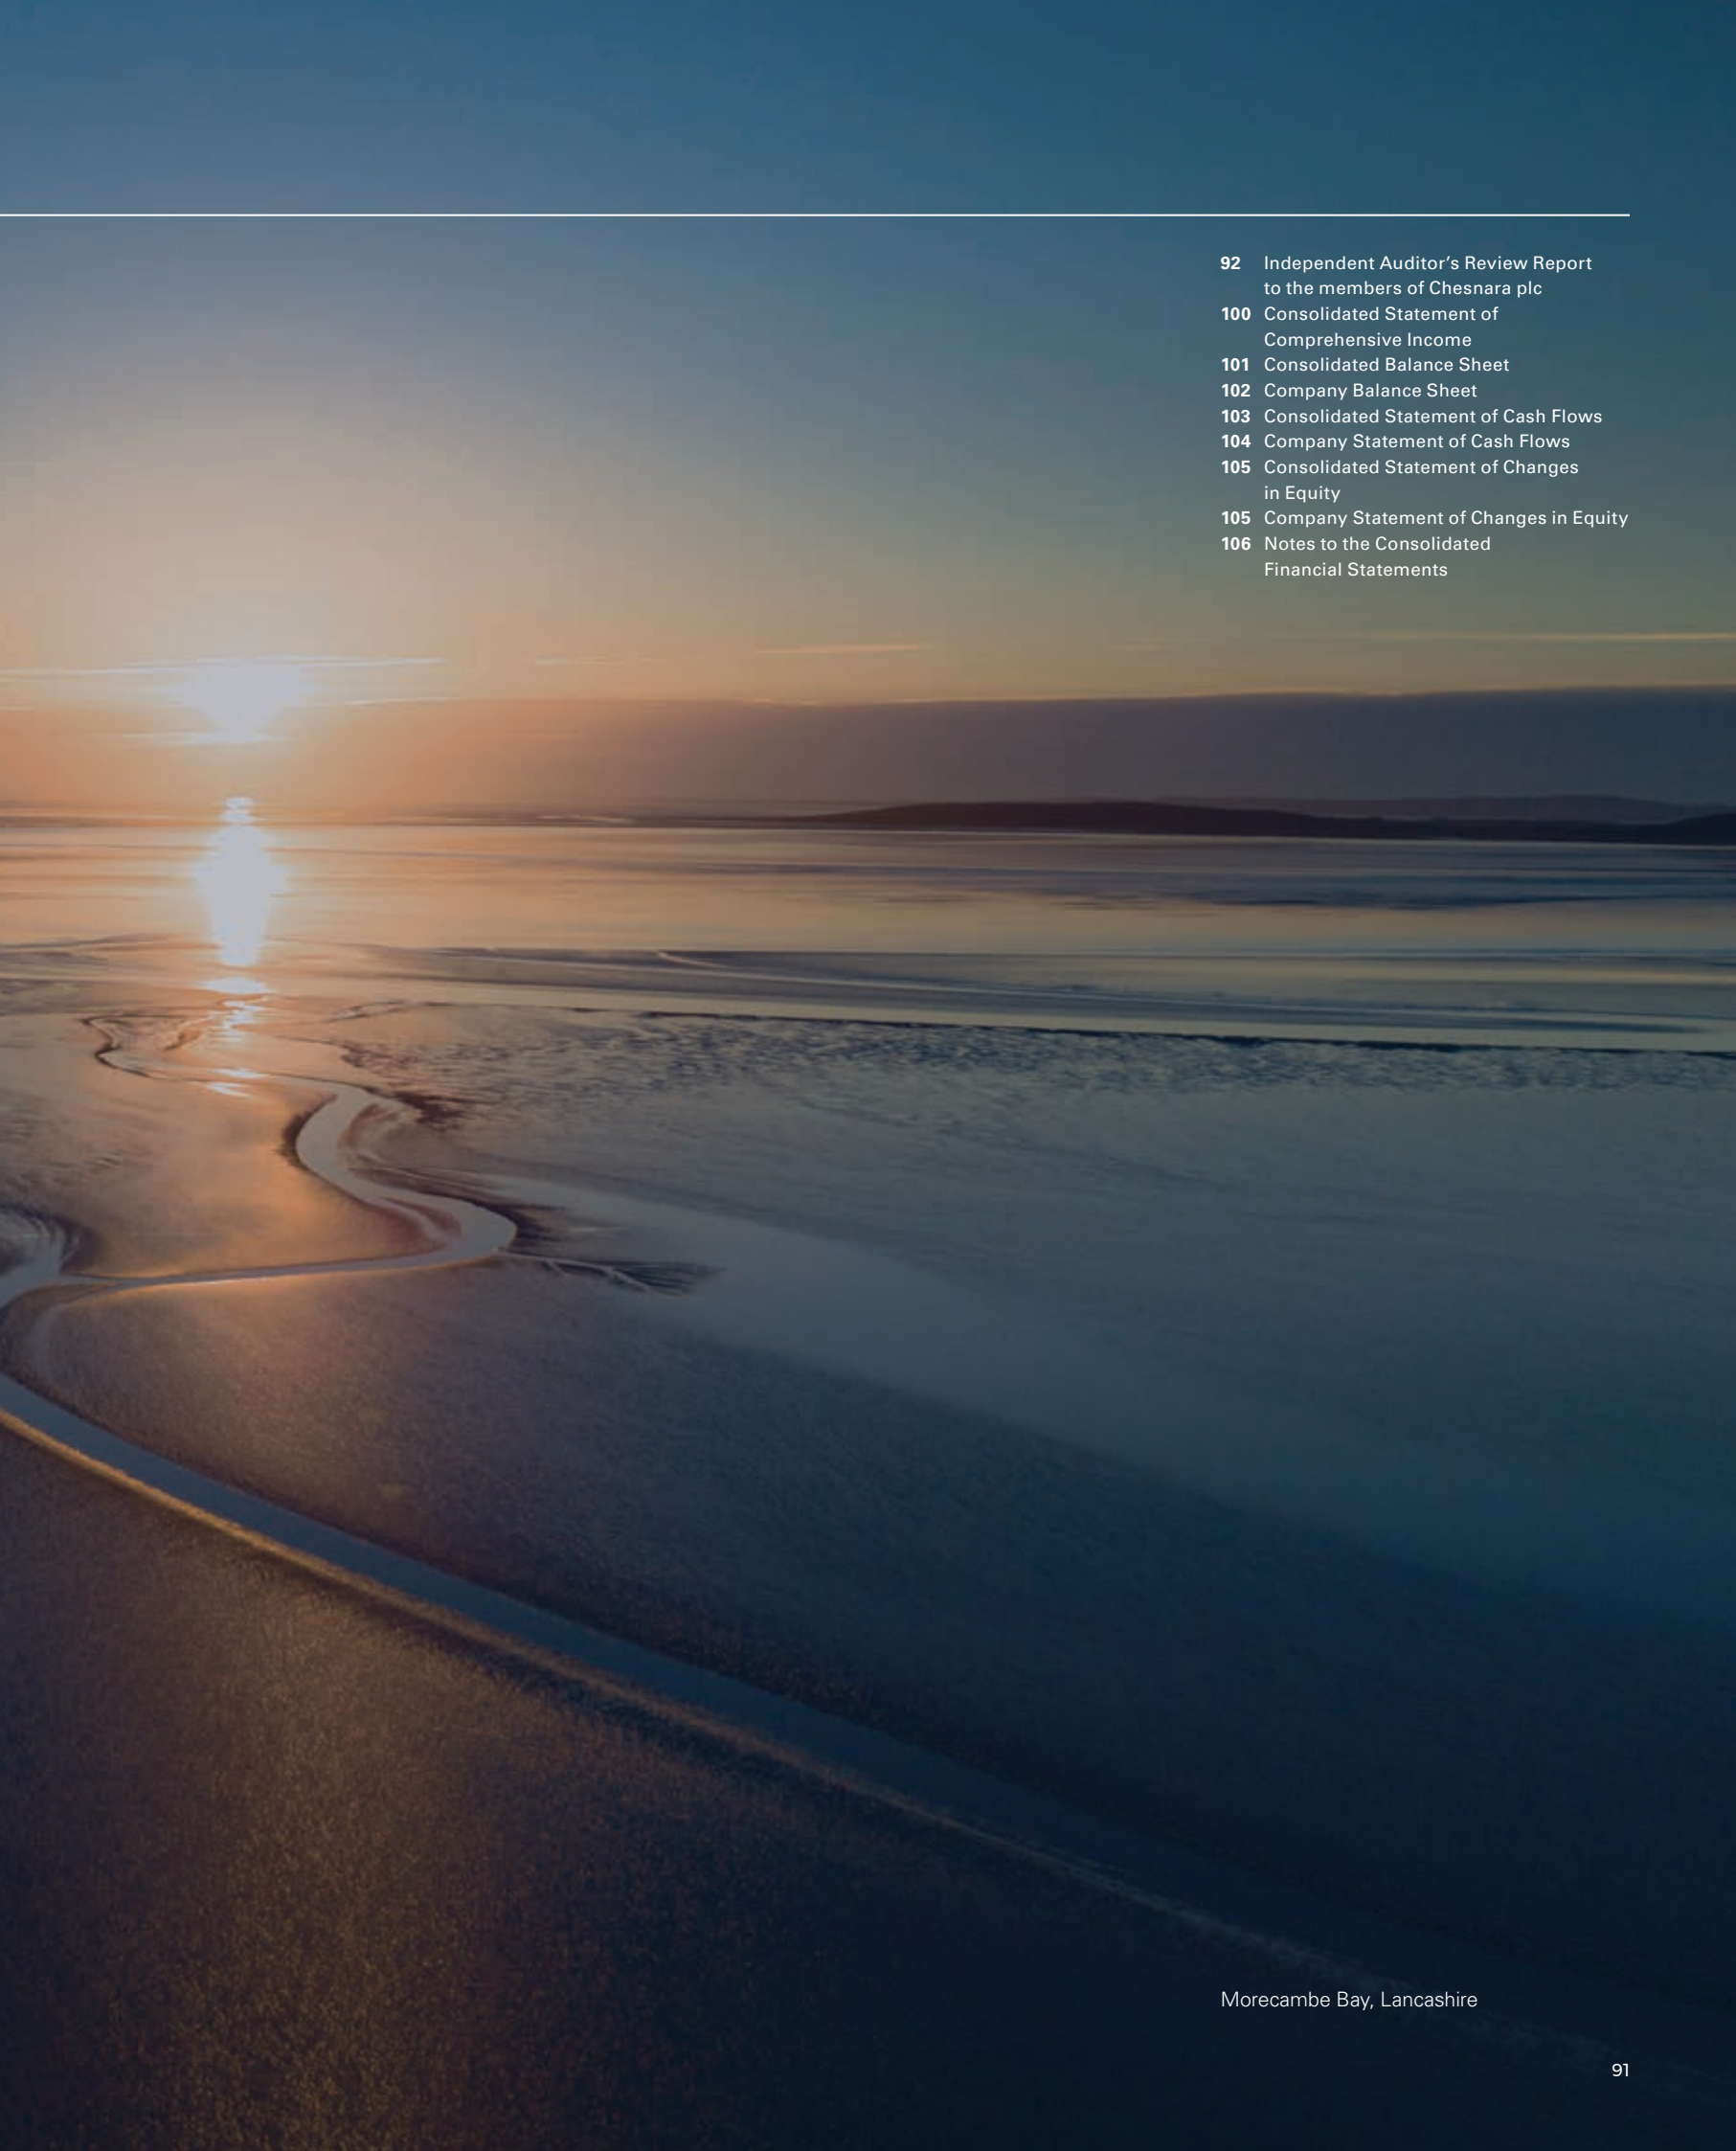 92 Independent Auditor’s Review Report
to the members of Chesnara plc
100 Consolidated Statement of
Comprehensive Income
101 Consolidated Balance Sheet
102 Company Balance Sheet
103 Consolidated Statement of Cash Flows
104 Company Statement of Cash Flows
105 Consolidated Statement of Changes
in Equity
105 Company Statement of Changes in Equity
106 Notes to the Consolidated
Financial Statements
Morecambe Bay, Lancashire
91